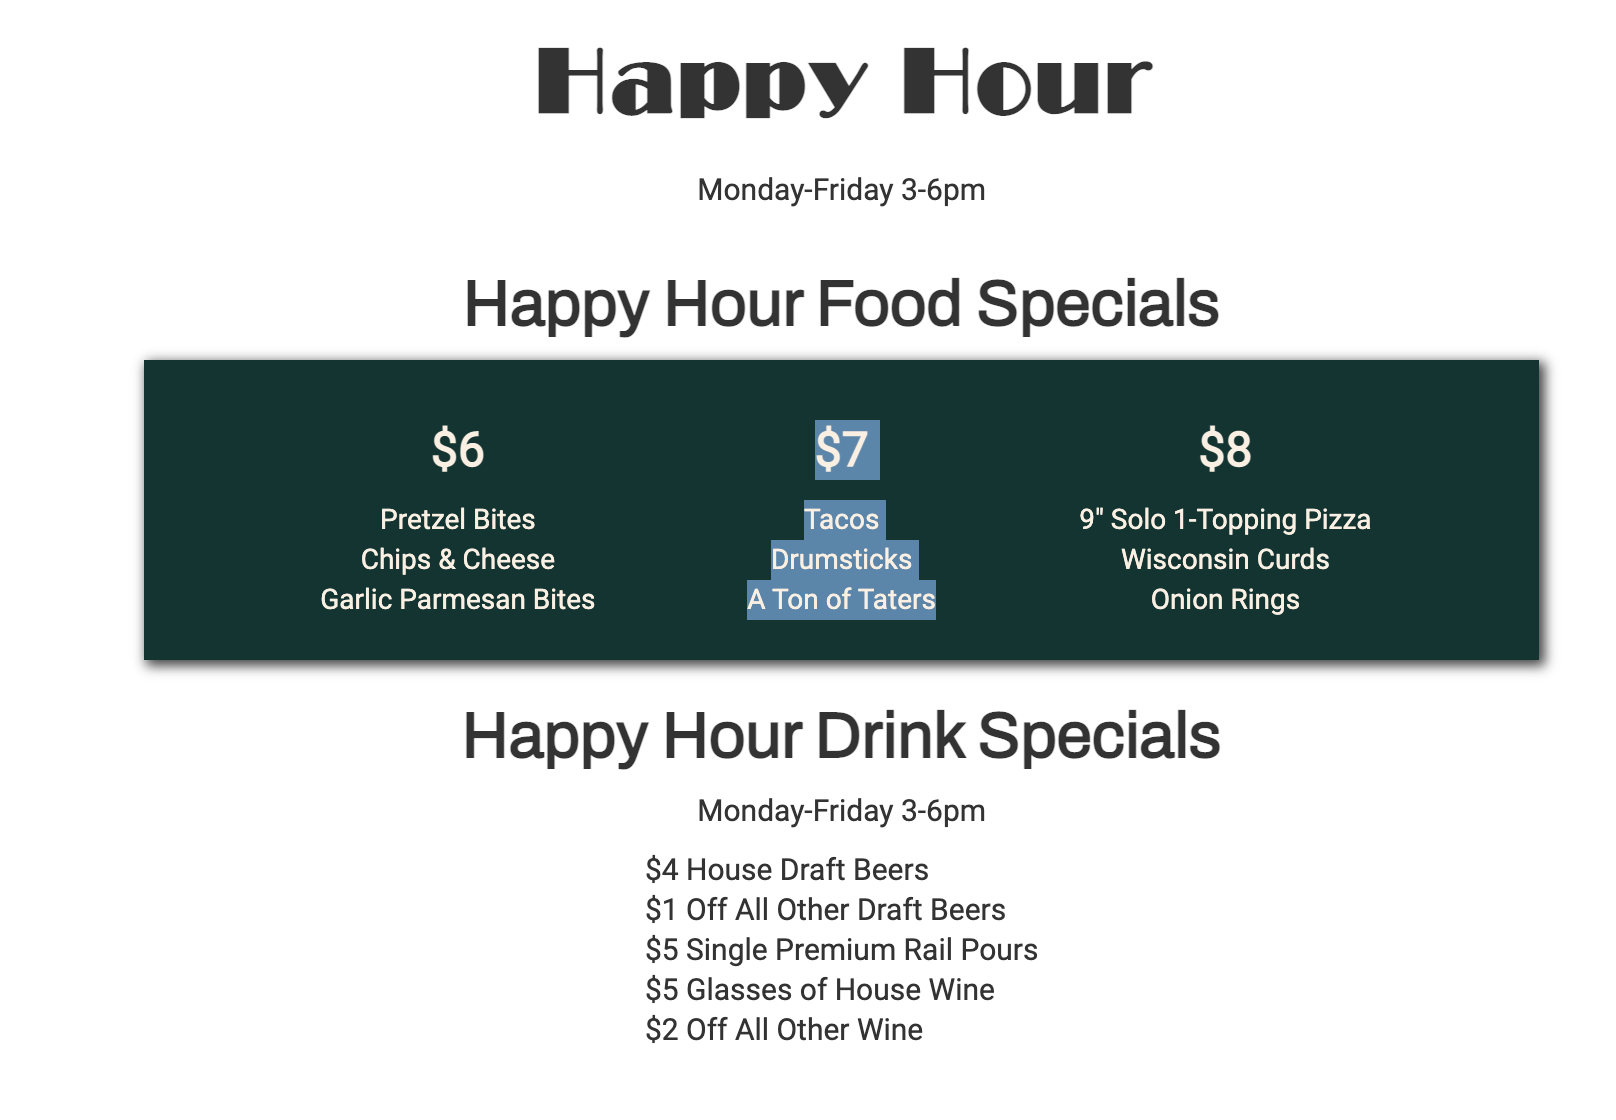 Happy Hour
Monday-Friday 3-6pm
Happy Hour Food Specials
$6
Pretzel Bites
Chips & Cheese
Garlic Parmesan Bites
$7
Tacos
Drumsticks
A Ton of Taters
$8
9" Solo 1-Topping Pizza
Wisconsin Curds
Onion Rings
Happy Hour Drink Specials
Monday-Friday 3-6pm
$4 House Draft Beers
$1 Off All Other Draft Beers
$5 Single Premium Rail Pours
$5 Glasses of House Wine
$2 Off All Other Wine